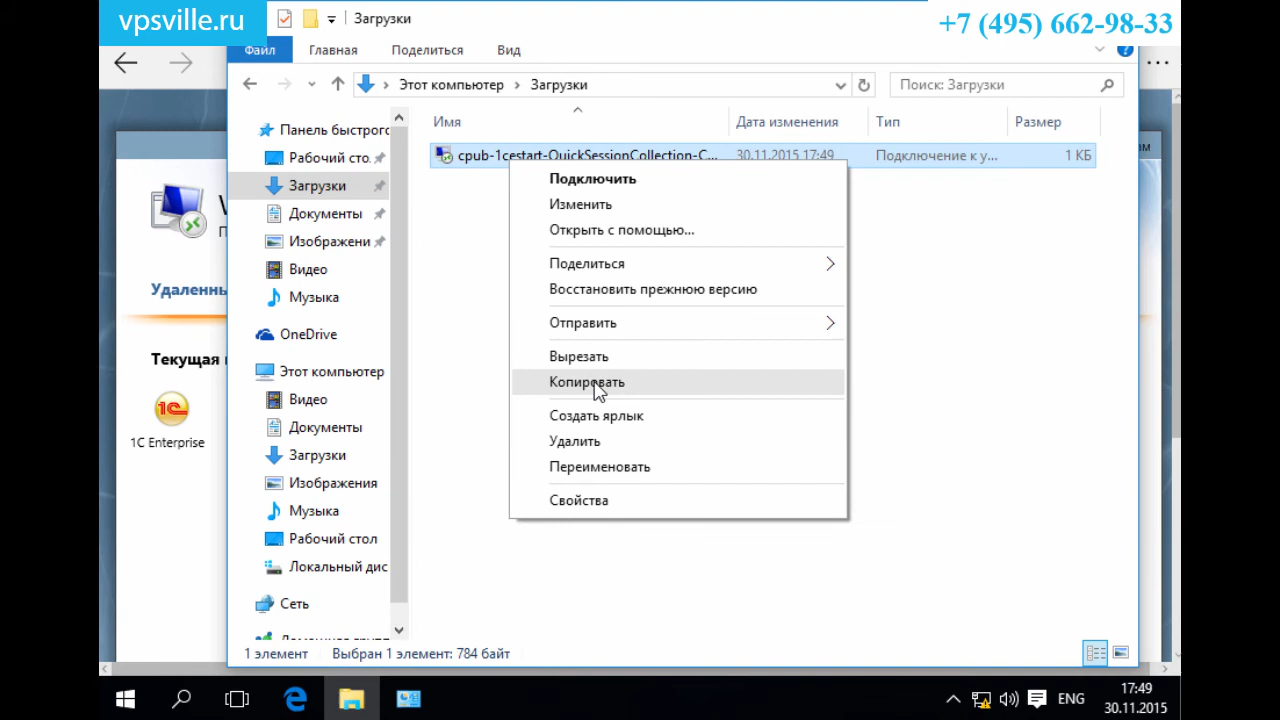 vpsville.ru
Загрузки
+7 (495) 662-98-33
Файл
Главная
Поделиться
Вид
Этот компьютер
Загрузки
Поиск: Загрузки
Имя
Дата изменения
Тип
Размер
cpub-1cestart-QuickSessionCollection-C...
30.11.2015 17:49
Подключение к у...
1 КБ
Панель быстрого
Рабочий сто.
Загрузки
Документы
Изображени
Видео
Музыка
OneDrive
Этот компьютер
Видео
Документы
Загрузки
Изображения
Музыка
Рабочий стол
Локальный дис
Сеть
Подключить
Изменить
Открыть с помощью...
Поделиться
Восстановить прежнюю версию
Отправить
Вырезать
Копировать
Создать ярлык
Удалить
Переименовать
Свойства
Удаленны
Текущая
1C
1C Enterprise
1 элемент
Выбран 1 элемент: 784 байт
ENG
17:49
30.11.2015